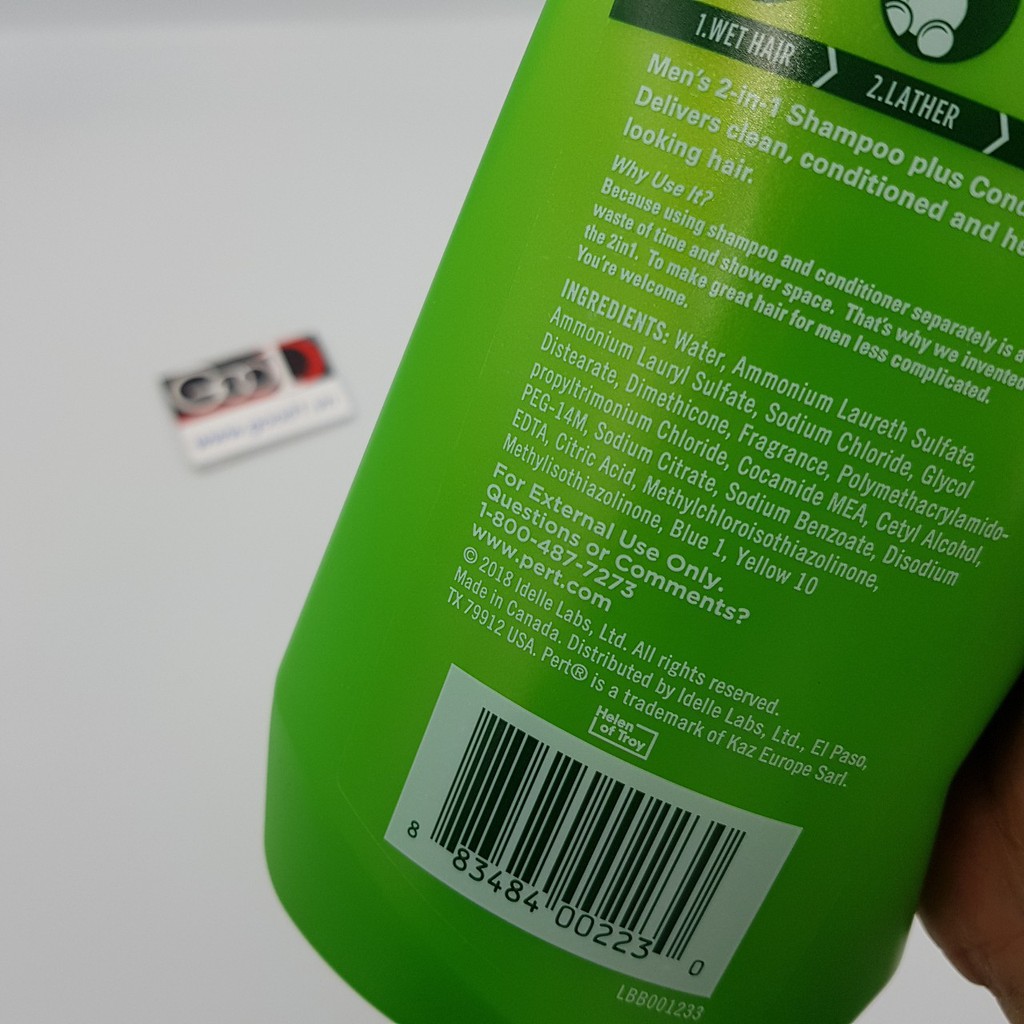 1.WET HAIR
2.LATHER
Men's 2-in-1 Shampoo plus
Delivers clean, conditioned and
looking hair.
Why Use It?
Because using shampoo and conditioner separately is a
waste of time and shower space. That's why we invented
the 2in1. To make great hair for men less complicated.
You're welcome.
INGREDIENTS: Water, Ammonium Laureth Sulfate,
Ammonium Lauryl Sulfate, Sodium Chloride, Glycol
Distearate, Dimethicone, Fragrance, Polymethacrylamido-
propyltrimonium Chloride, Cocamide MEA, Cetyl Alcohol,
PEG-14M, Sodium Citrate, Sodium Benzoate, Disodium
EDTA, Citric Acid, Methylchloroisothiazolinone,
Methylisothiazolinone, Blue 1, Yellow 10
For External Use Only.
Questions or Comments?
1-800-487-7273
www.pert.com
© 2018 Idelle Labs, Ltd. All rights reserved.
Made in Canada. Distributed by Idelle Labs, Ltd., El Paso,
TX 79912 USA. Pert® is a trademark of Kaz Europe Sarl.
Helen
of Troy
8 83484 00223 0
LBB001233